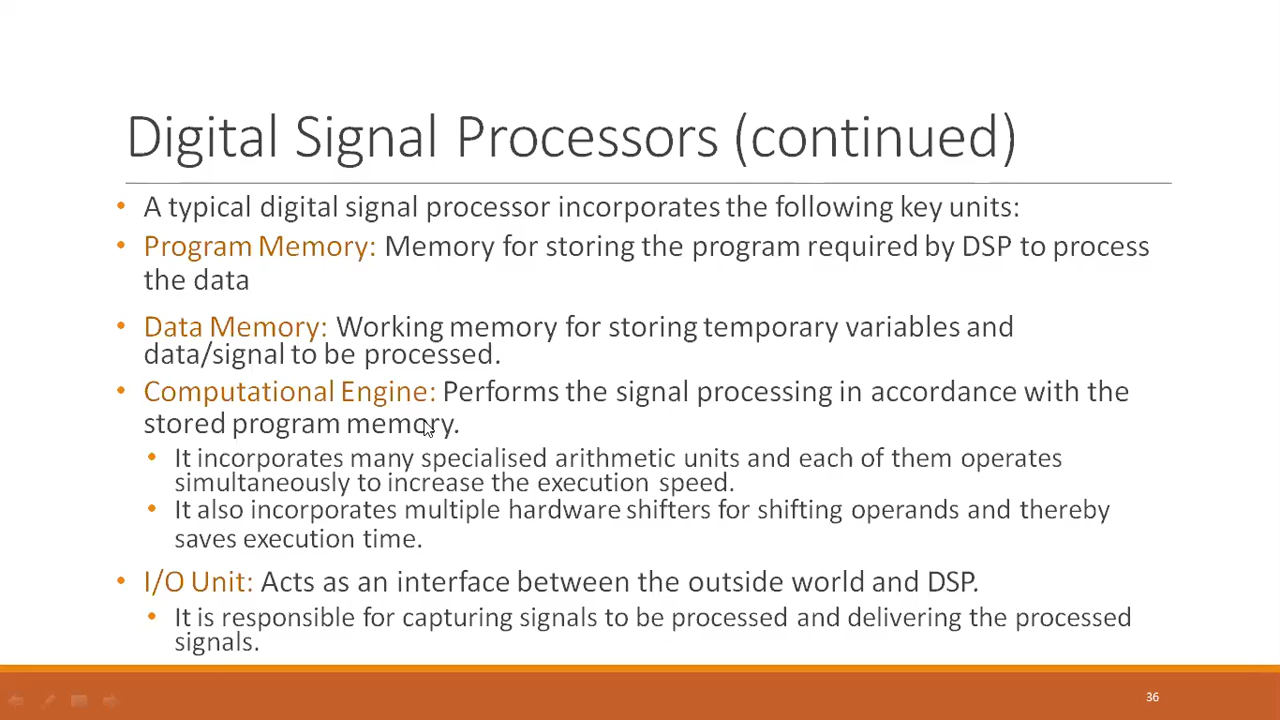 Digital Signal Processors (continued)
• A typical digital signal processor incorporates the following key units:
• Program Memory: Memory for storing the program required by DSP to process
the data
• Data Memory: Working memory for storing temporary variables and
data/signal to be processed.
• Computational Engine: Performs the signal processing in accordance with the
stored program memory.
• It incorporates many specialised arithmetic units and each of them operates
simultaneously to increase the execution speed.
• It also incorporates multiple hardware shifters for shifting operands and thereby
saves execution time.
• I/O Unit: Acts as an interface between the outside world and DSP.
• It is responsible for capturing signals to be processed and delivering the processed
signals.
36